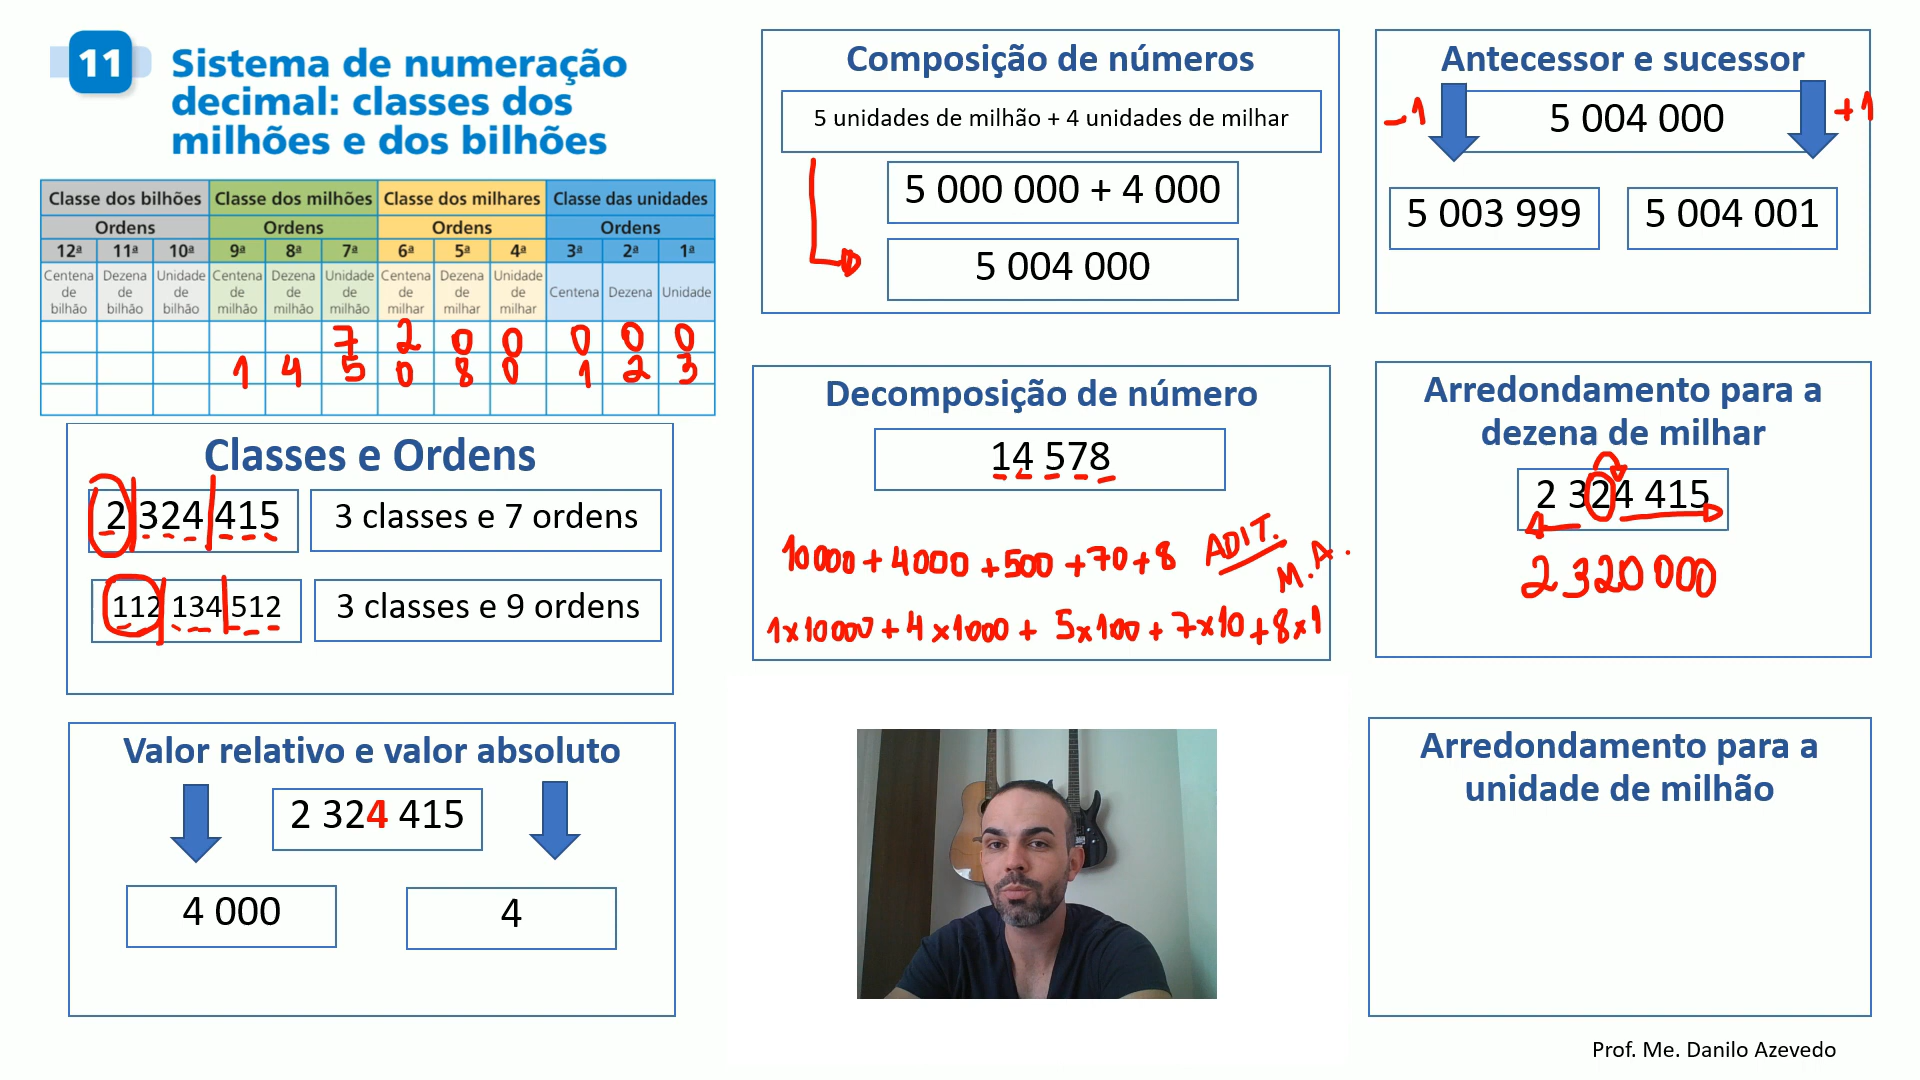 11
Sistema de numeração
decimal: classes dos
milhões e dos bilhões
Classe dos bilhões Classe dos milhões Classe dos milhares Classe das unidades
Ordens Ordens Ordens Ordens
12ª 11ª 10ª 9ª 8ª 7ª 6ª 5ª 4ª 3ª 2ª 1ª
Centena de bilhão Dezena de bilhão Unidade de bilhão Centena de milhão Dezena de milhão Unidade de milhão Centena de milhar Dezena de milhar Unidade de milhar Centena Dezena Unidade
7 2 0 0 0 0 0
1 4 5 0 8 0 1 2 3
Classes e Ordens
2 324 415
3 classes e 7 ordens
112 134 512
3 classes e 9 ordens
Valor relativo e valor absoluto
2 324 415
4 000
4
Composição de números
5 unidades de milhão + 4 unidades de milhar
5 000 000 + 4 000
5 004 000
Decomposição de número
14 578
10000 + 4000 + 500 + 70 + 8 ADIT.
M.A.
1x10000 + 4x1000 + 5x100 + 7x10 + 8x1
Antecessor e sucessor
-1
5 004 000
+1
5 003 999
5 004 001
Arredondamento para a
dezena de milhar
2 324 415
2 320 000
Arredondamento para a
unidade de milhão
Prof. Me. Danilo Azevedo